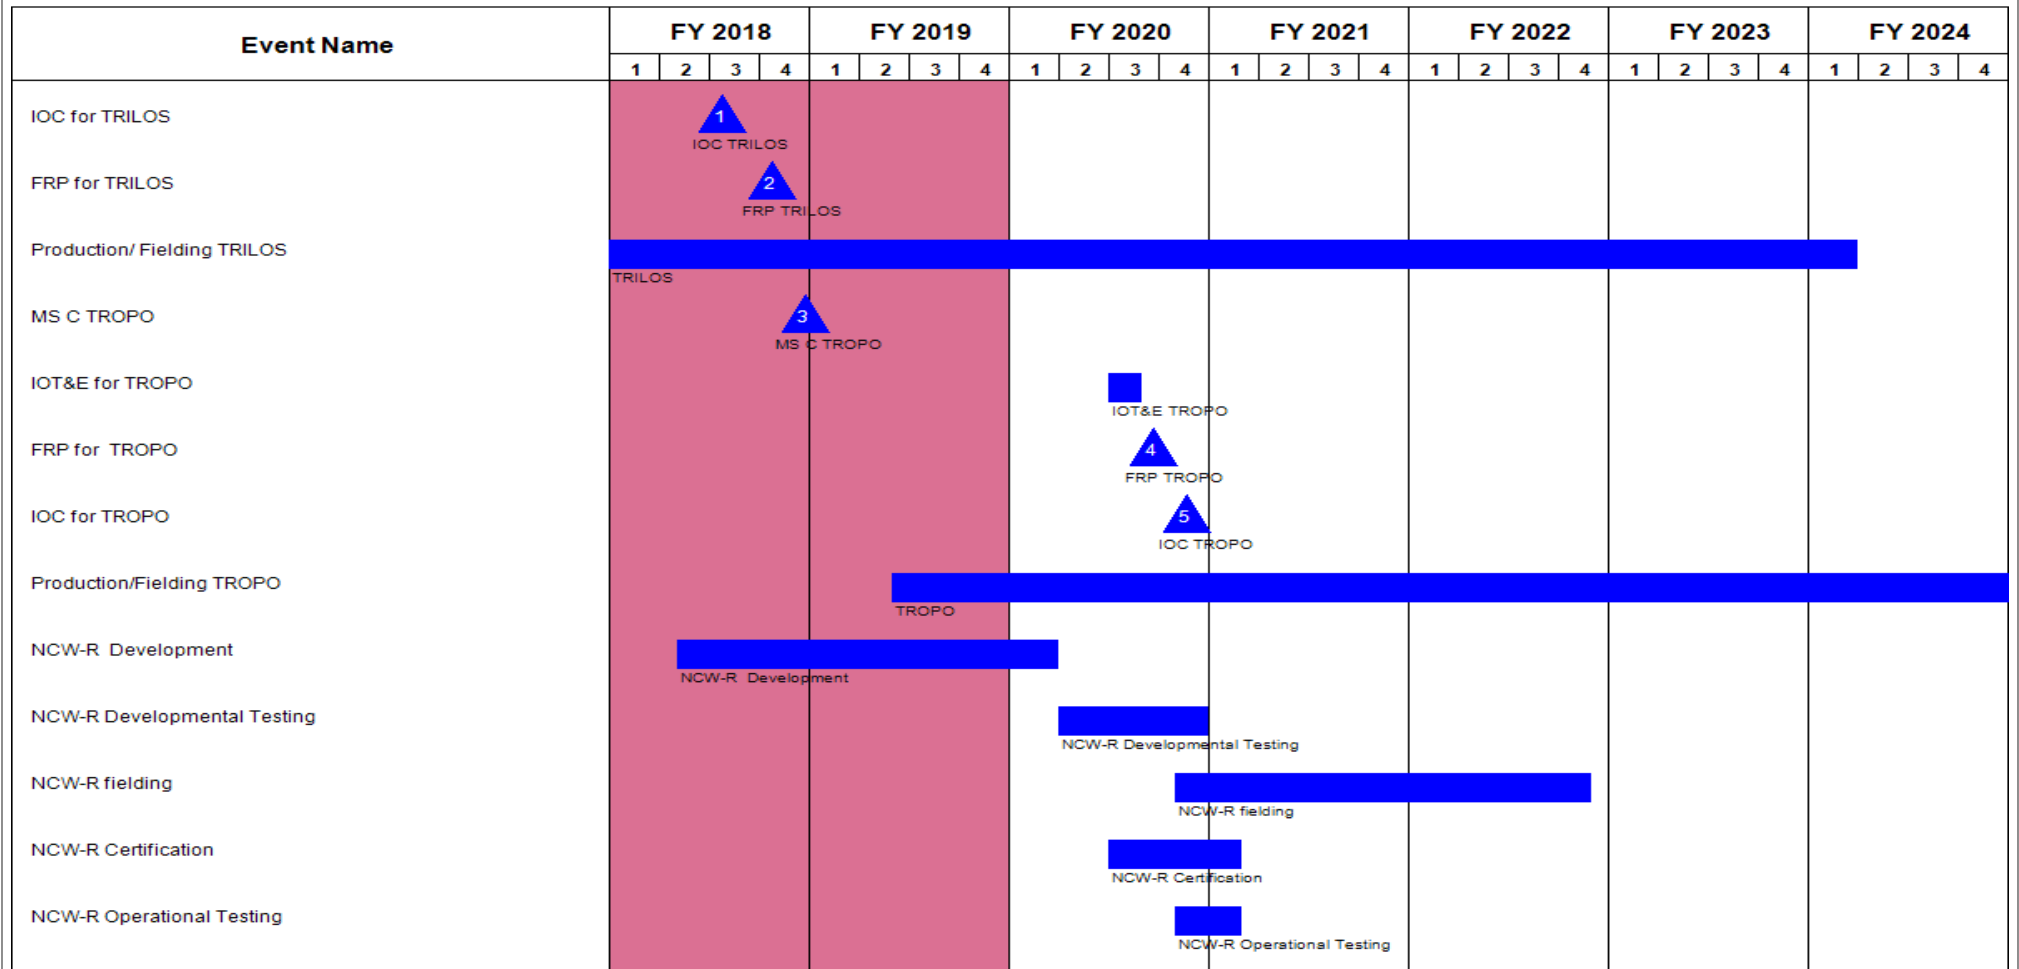 Event Name
FY 2018 FY 2019 FY 2020 FY 2021 FY 2022 FY 2023 FY 2024
1 2 3 4 1 2 3 4 1 2 3 4 1 2 3 4 1 2 3 4 1 2 3 4 1 2 3 4
IOC for TRILOS
1
IOC TRILOS
FRP for TRILOS
2
FRP TRILOS
Production/ Fielding TRILOS
TRILOS
MS C TROPO
3
MS C TROPO
IOT&E for TROPO
IOT&E TROPO
FRP for TROPO
4
FRP TROPO
IOC for TROPO
5
IOC TROPO
Production/Fielding TROPO
TROPO
NCW-R Development
NCW-R Development
NCW-R Developmental Testing
NCW-R Developmental Testing
NCW-R fielding
NCW-R fielding
NCW-R Certification
NCW-R Certification
NCW-R Operational Testing
NCW-R Operational Testing